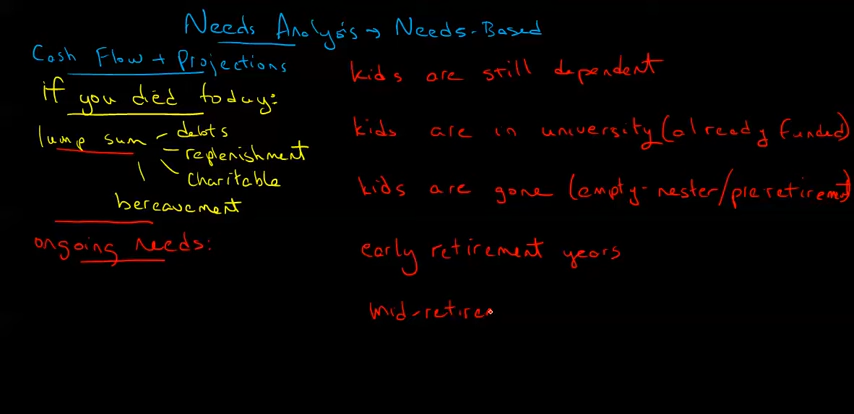 Needs Analysis → Needs-Based
Cash Flow + Projections
if you died today:
lump sum
debts
replenishment
charitable
bereavement
ongoing needs:
kids are still dependent
kids are in university (already funded)
kids are gone (empty-nester/preretirement)
early retirement years
mid-retire